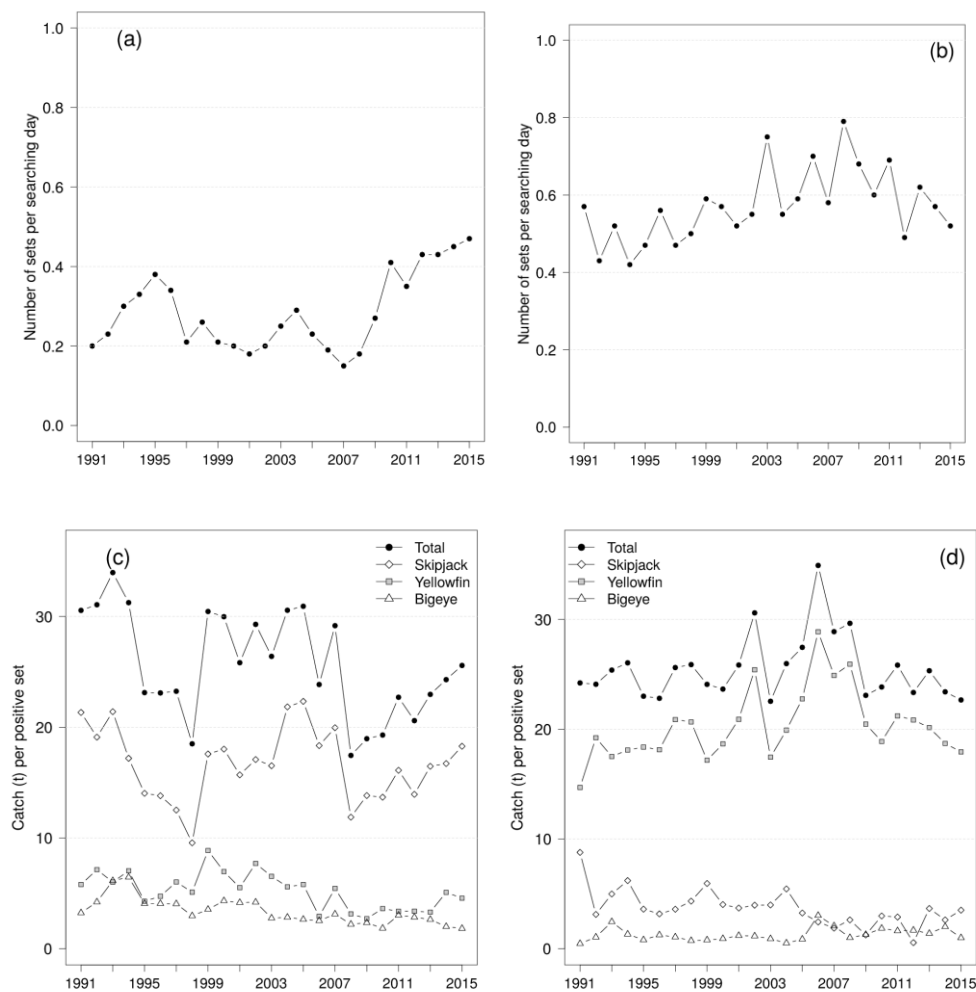 (a)
Number of sets per searching day
1.0
0.8
0.6
0.4
0.2
0.0
1991 1995 1999 2003 2007 2011 2015
(b)
Number of sets per searching day
1.0
0.8
0.6
0.4
0.2
0.0
1991 1995 1999 2003 2007 2011 2015
(c)
Total
Skipjack
Yellowfin
Bigeye
Catch (t) per positive set
30
20
10
0
1991 1995 1999 2003 2007 2011 2015
(d)
Total
Skipjack
Yellowfin
Bigeye
Catch (t) per positive set
30
20
10
0
1991 1995 1999 2003 2007 2011 2015